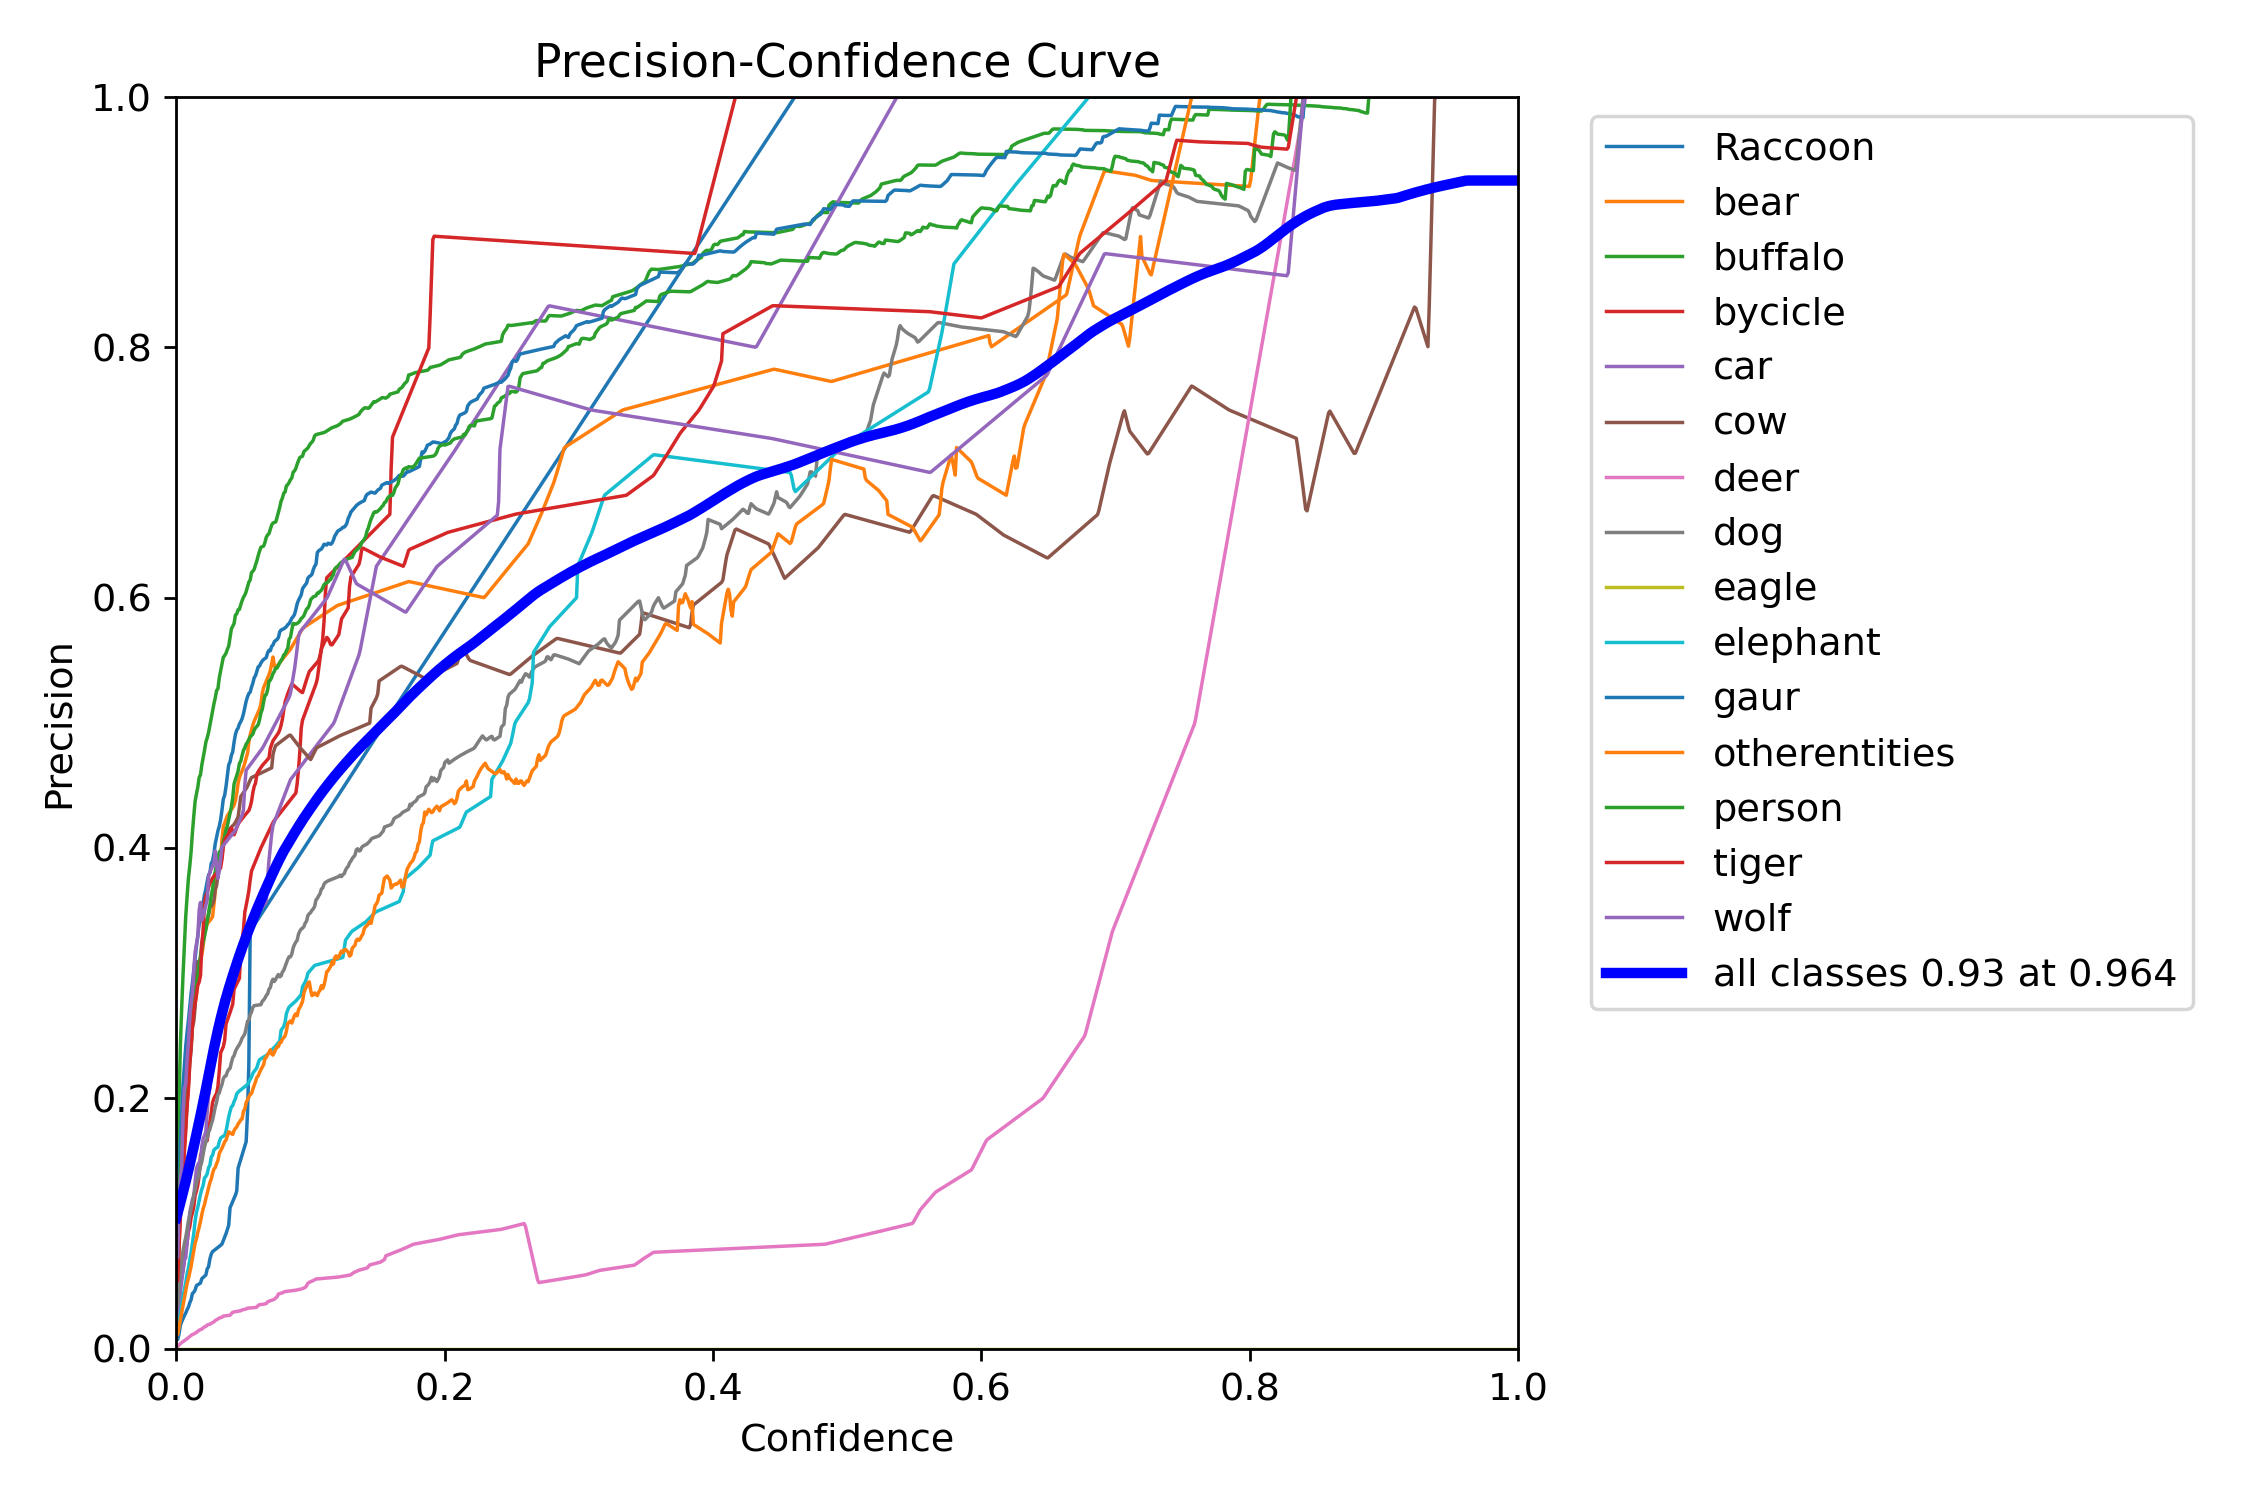 Precision-Confidence Curve
1.0
0.8
0.6
0.4
0.2
0.0
Precision
0.0 0.2 0.4 0.6 0.8 1.0
Confidence
Raccoon
bear
buffalo
bycicle
car
cow
deer
dog
eagle
elephant
gaur
otherentities
person
tiger
wolf
all classes 0.93 at 0.964